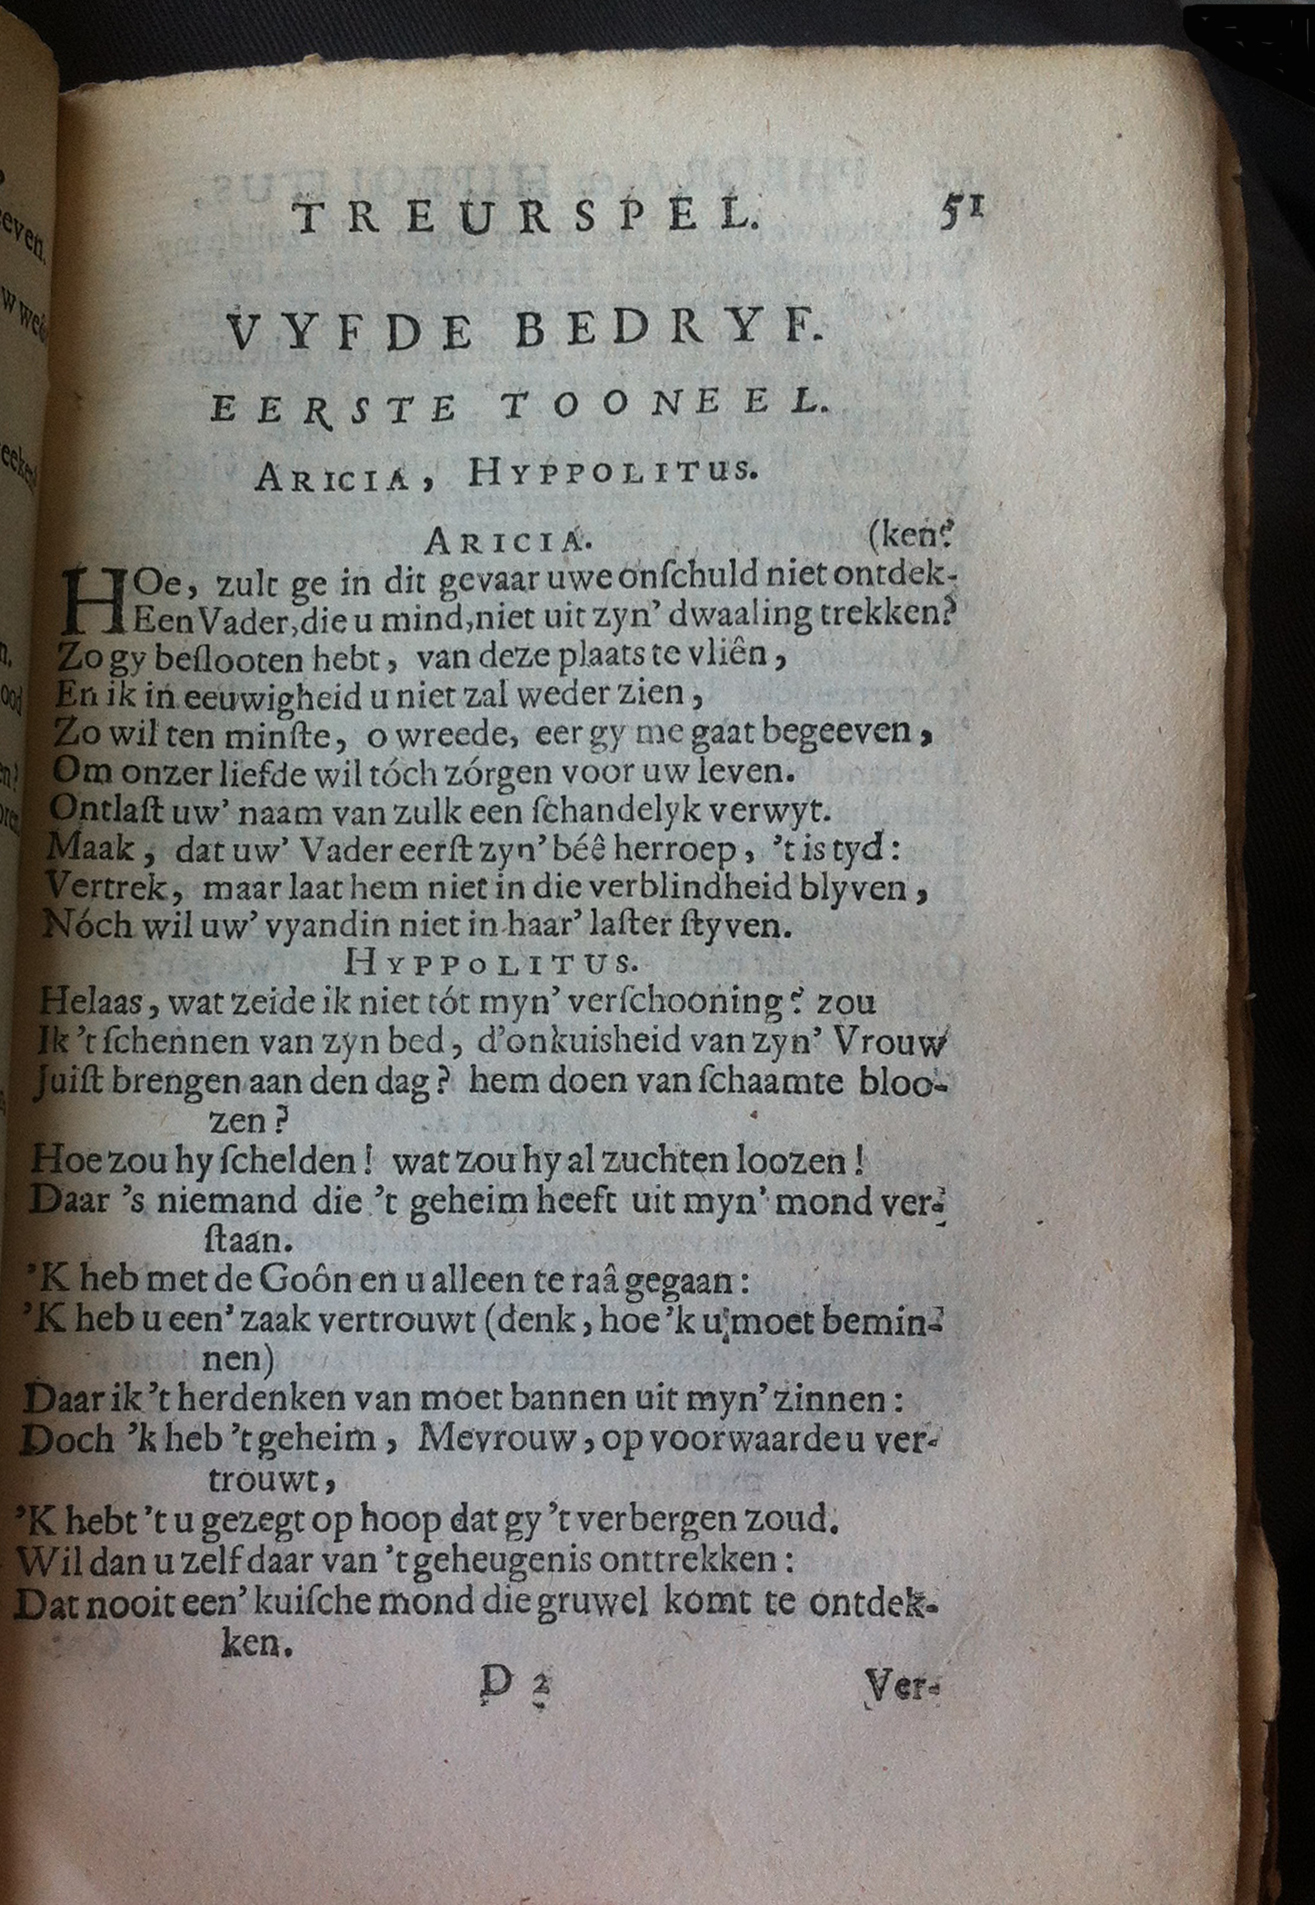 TREURSPEL. 51
VYFDE BEDRYF.
EERSTE TOONEEL.
ARICIA, HYPPOLITUS.
ARICIA. (ken?
HOe, zult ge in dit gevaar uwe onſchuld niet ontdek-
Een Vader, die u mind, niet uit zyn’ dwaaling trekken?
Zo gy beſlooten hebt, van deze plaats te vliên,
En ik in eeuwigheid u niet zal weder zien,
Zo wil ten minſte, o wreede, eer gy me gaat begeeven,
Om onzer liefde wil tóch zórgen voor uw leven.
Ontlaſt uw’ naam van zulk een ſchandelyk verwyt.
Maak, dat uw’ Vader eerſt zyn’ béê herroep, ’t is tyd:
Vertrek, maar laat hem niet in die verblindheid blyven,
Nóch wil uw’ vyandin niet in haar’ laſter ſtyven.
HYPPOLITUS.
Helaas, wat zeide ik niet tót myn’ verſchooning? zou
Ik ’t ſchennen van zyn bed, d’onkuisheid van zyn’ Vrouw
Juiſt brengen aan den dag? hem doen van ſchaamte bloo-
zen?
Hoe zou hy ſchelden! wat zou hy al zuchten loozen!
Daar ’s niemand die ’t geheim heeft uit myn’ mond ver-
ſtaan.
’K heb met de Goôn en u alleen te raâ gegaan:
’K heb u een’ zaak vertrouwt (denk, hoe ’k u moet bemin-
nen)
Daar ik ’t herdenken van moet bannen uit myn’ zinnen:
Doch ’k heb ’t geheim, Mevrouw, op voorwaarde u ver-
trouwt,
’K hebt ’t u gezegt op hoop dat gy ’t verbergen zoud.
Wil dan u zelf daar van ’t geheugenis onttrekken:
Dat nooit een’ kuiſche mond die gruwel komt te ontdek-
ken.
D 2 Ver-